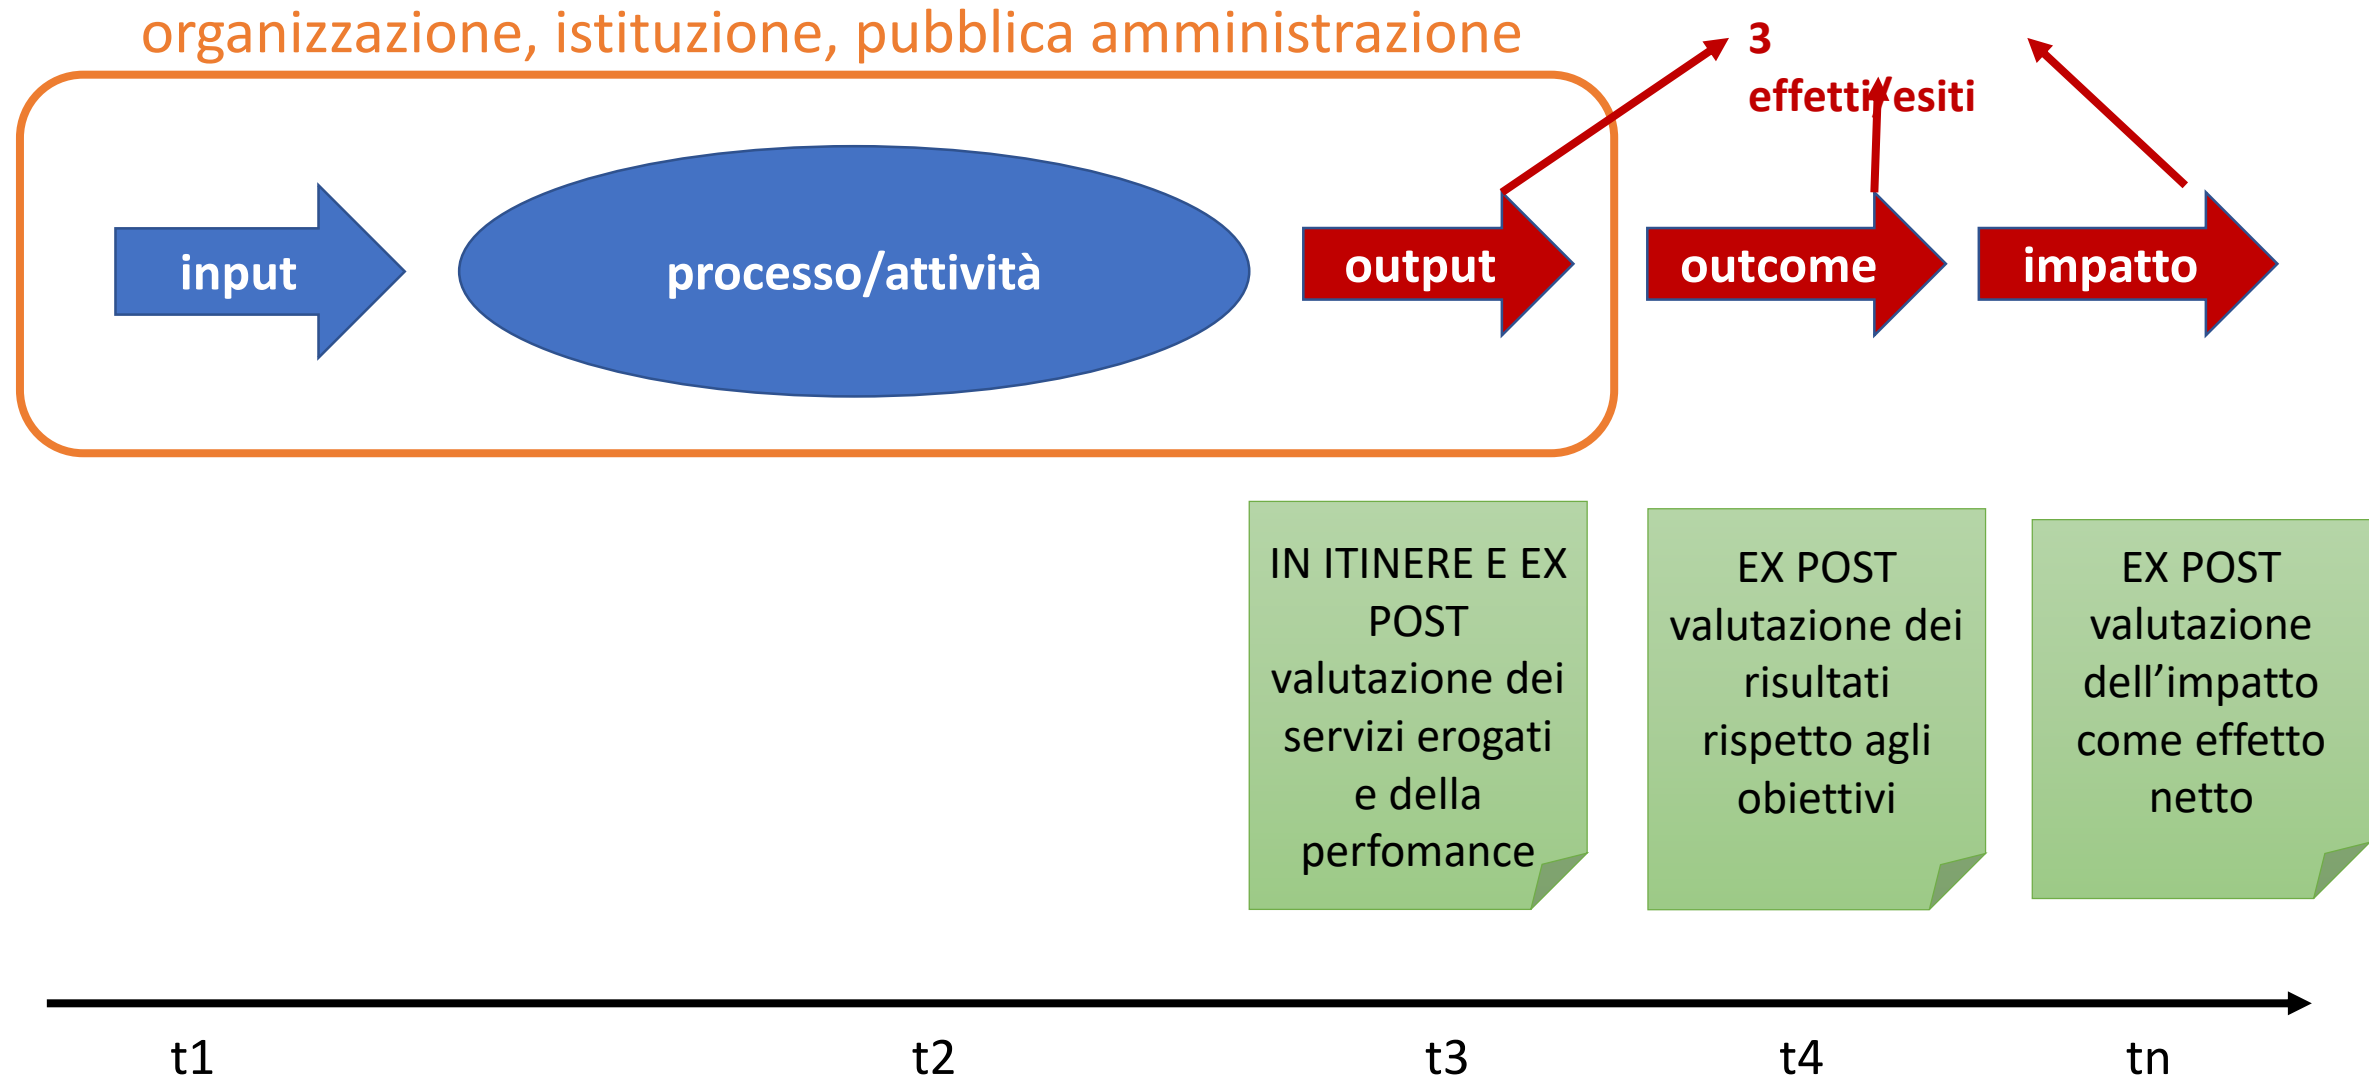 organizzazione, istituzione, pubblica amministrazione
3
effetti/esiti
input
processo/attività
output
outcome
impatto
IN ITINERE E EX
POST
valutazione dei
servizi erogati
e della
perfomance
EX POST
valutazione dei
risultati
rispetto agli
obiettivi
EX POST
valutazione
dell’impatto
come effetto
netto
t1
t2
t3
t4
tn